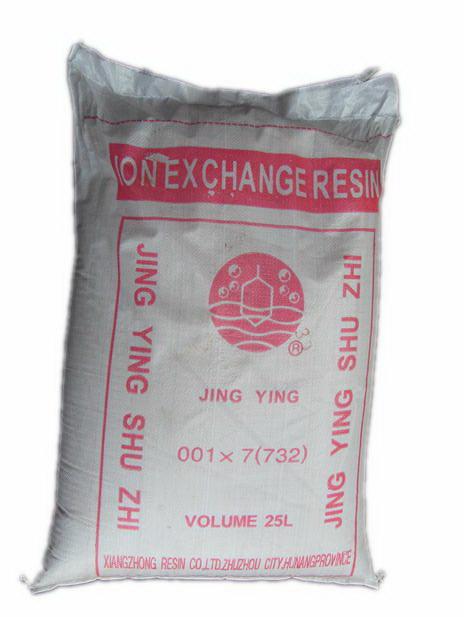 ION EXCHANGE RESIN
JING YING SHU ZHI
JING YING SHU ZHI
®
JING YING
001×7(732)
VOLUME 25L
XIANGZHONG RESIN CO.,LTD.ZHUZHOU CITY.HUNANGPROVINCE